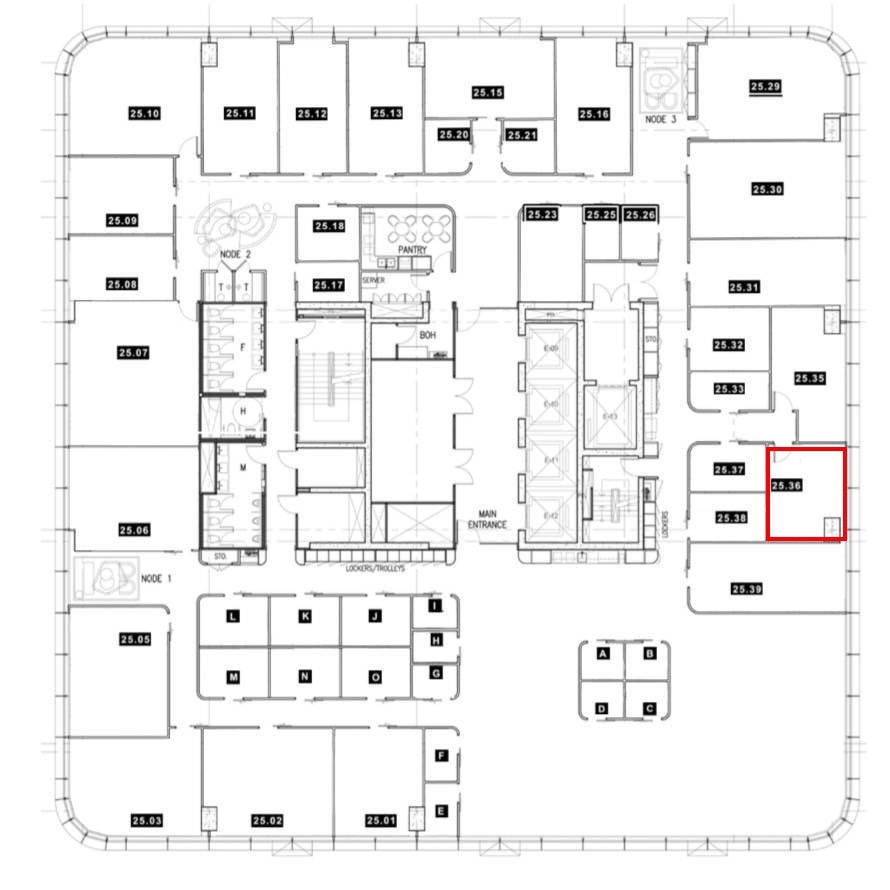 25.10
25.11
25.12
25.13
25.15
25.16
25.29
NODE 3
25.20
25.21
25.30
25.09
25.18
25.23
25.25
25.26
PANTRY
NODE 2
SERVER
25.08
T
T
25.17
25.31
BOH
STO.
25.07
F
E-09
25.32
25.35
25.33
H
E-10
E-13
M
E-11
25.37
25.36
25.06
E-12
MAIN
ENTRANCE
LOCKERS
25.38
STO.
LOCKERS/TROLLEYS
NODE 1
25.39
25.05
L
K
J
I
H
M
N
O
G
A
B
D
C
F
E
25.03
25.02
25.01